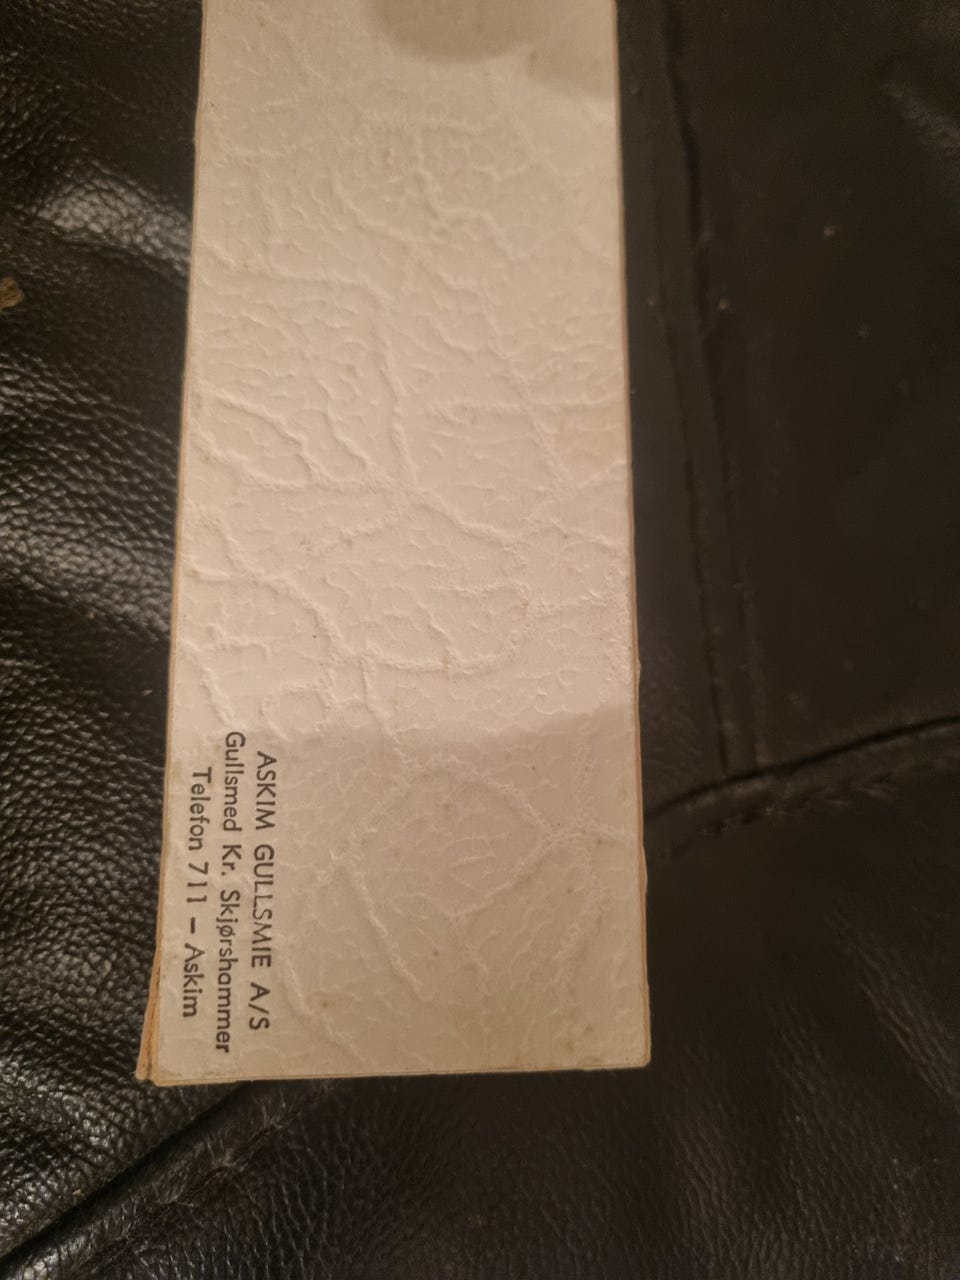 ASKIM GULLSMIE A/S
Gullsmed Kr. Skjørshammer
Telefon 711 – Askim